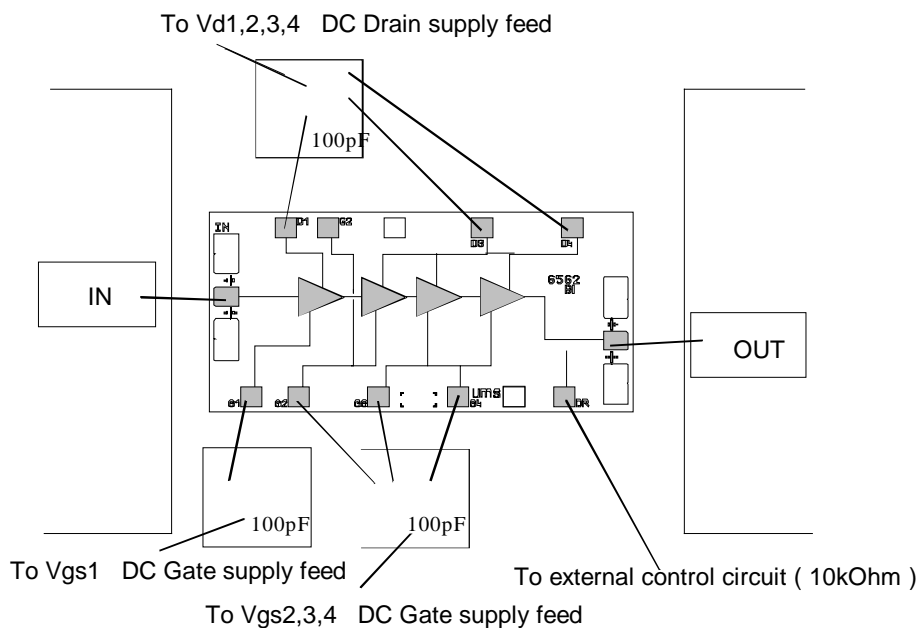 To Vd1,2,3,4 DC Drain supply feed
100pF
IN
D1
G2
D3
D4
6562
IN
OUT
G1
G2
ums
G4
DR
100pF
100pF
To Vgs1 DC Gate supply feed
To external control circuit ( 10kOhm )
To Vgs2,3,4 DC Gate supply feed